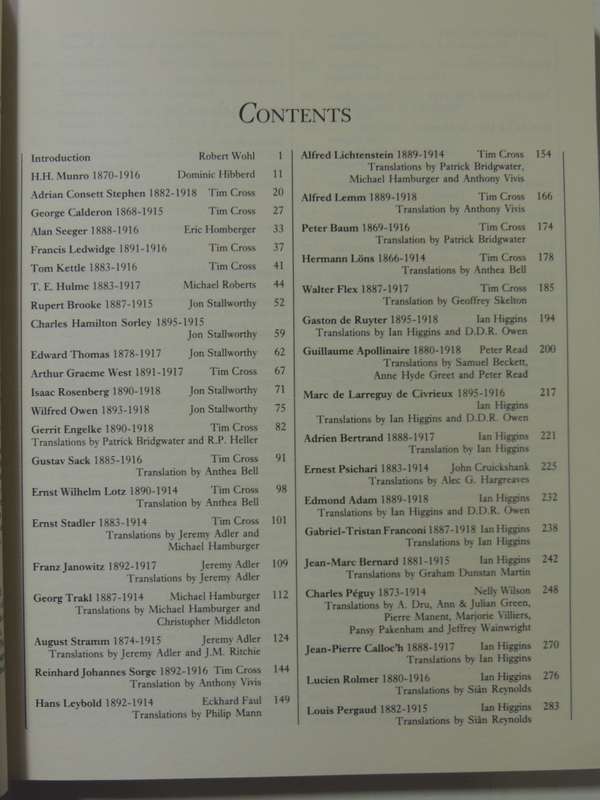 CONTENTS
Introduction Robert Wohl 1
H.H. Munro 1870-1916 Dominic Hibberd 11
Adrian Consett Stephen 1882-1918 Tim Cross 20
George Calderon 1868-1915 Tim Cross 27
Alan Seeger 1888-1916 Eric Homberger 33
Francis Ledwidge 1891-1916 Tim Cross 37
Tom Kettle 1883-1916 Tim Cross 41
T. E. Hulme 1883-1917 Michael Roberts 44
Rupert Brooke 1887-1915 Jon Stallworthy 52
Charles Hamilton Sorley 1895-1915
Jon Stallworthy 59
Edward Thomas 1878-1917 Jon Stallworthy 62
Arthur Graeme West 1891-1917 Tim Cross 67
Isaac Rosenberg 1890-1918 Jon Stallworthy 71
Wilfred Owen 1893-1918 Jon Stallworthy 75
Gerrit Engelke 1890-1918 Tim Cross 82
Translations by Patrick Bridgwater and R.P. Heller
Gustav Sack 1885-1916 Tim Cross 91
Translation by Anthea Bell
Ernst Wilhelm Lotz 1890-1914 Tim Cross 98
Translation by Anthea Bell
Ernst Stadler 1883-1914 Tim Cross 101
Translations by Jeremy Adler and
Michael Hamburger
Franz Janowitz 1892-1917 Jeremy Adler 109
Translations by Jeremy Adler
Georg Trakl 1887-1914 Michael Hamburger 112
Translations by Michael Hamburger and
Christopher Middleton
August Stramm 1874-1915 Jeremy Adler 124
Translations by Jeremy Adler and J.M. Ritchie
Reinhard Johannes Sorge 1892-1916 Tim Cross 144
Translation by Anthony Vivis
Hans Leybold 1892-1914 Eckhard Faul 149
Translations by Philip Mann
Alfred Lichtenstein 1889-1914 Tim Cross 154
Translations by Patrick Bridgwater,
Michael Hamburger and Anthony Vivis
Alfred Lemm 1889-1918 Tim Cross 166
Translation by Anthony Vivis
Peter Baum 1869-1916 Tim Cross 174
Translation by Patrick Bridgwater
Hermann Löns 1866-1914 Tim Cross 178
Translations by Anthea Bell
Walter Flex 1887-1917 Tim Cross 185
Translation by Geoffrey Skelton
Gaston de Ruyter 1895-1918 Ian Higgins 194
Translations by Ian Higgins and D.D.R. Owen
Guillaume Apollinaire 1880-1918 Peter Read 200
Translations by Samuel Beckett,
Anne Hyde Greet and Peter Read
Marc de Larreguy de Civrieux 1895-1916 217
Ian Higgins
Translations by Ian Higgins and D.D.R. Owen
Adrien Bertrand 1888-1917 Ian Higgins 221
Translation by Ian Higgins
Ernest Psichari 1883-1914 John Cruickshank 225
Translations by Alec G. Hargreaves
Edmond Adam 1889-1918 Ian Higgins 232
Translations by Ian Higgins and D.D.R. Owen
Gabriel-Tristan Franconi 1887-1918 Ian Higgins 238
Translations by Ian Higgins
Jean-Marc Bernard 1881-1915 Ian Higgins 242
Translations by Graham Dunstan Martin
Charles Péguy 1873-1914 Nelly Wilson 248
Translations by A. Dru, Ann & Julian Green,
Pierre Manent, Marjorie Villiers,
Pansy Pakenham and Jeffrey Wainwright
Jean-Pierre Calloc'h 1888-1917 Ian Higgins 270
Translations by Ian Higgins
Lucien Rolmer 1880-1916 Ian Higgins 276
Translations by Siân Reynolds
Louis Pergaud 1882-1915 Ian Higgins 283
Translations by Siân Reynolds